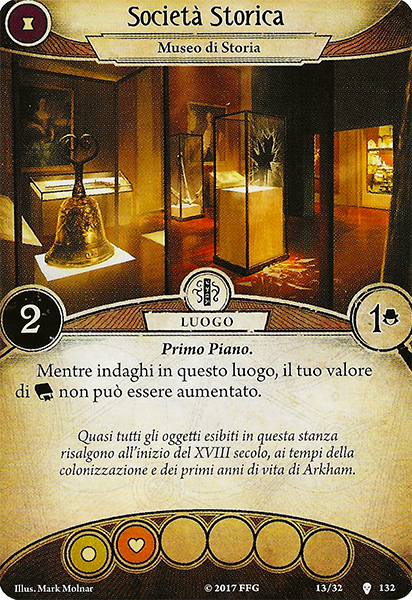 Società Storica
Museo di Storia
2
LUOGO
1
Primo Piano.
Mentre indaghi in questo luogo, il tuo valore
di non può essere aumentato.
Quasi tutti gli oggetti esibiti in questa stanza
risalgono all'inizio del XVIII secolo, ai tempi della
colonizzazione e dei primi anni di vita di Arkham.
Illus. Mark Molnar
© 2017 FFG
13/32
132